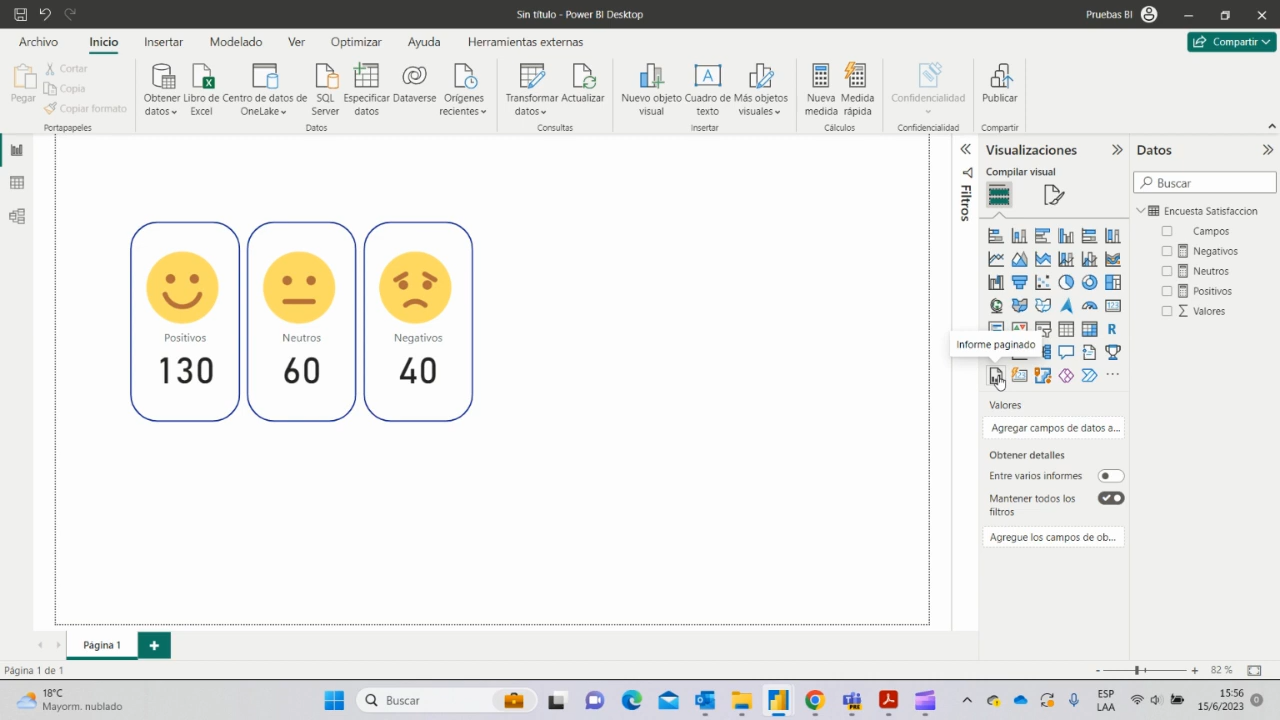 Sin título - Power BI Desktop
Pruebas BI
Archivo
Inicio
Insertar
Modelado
Ver
Optimizar
Ayuda
Herramientas externas
Compartir
Pegar
Cortar
Copia
Copiar formato
Portapapeles
Obtener datos
Libro de Excel
Centro de datos de OneLake
SQL Server
Especificar datos
Dataverse
Orígenes recientes
Datos
Transformar datos
Actualizar
Consultas
Nuevo objeto visual
Cuadro de texto
Más objetos visuales
Insertar
Nueva medida
Medida rápida
Cálculos
Confidencialidad
Confidencialidad
Publicar
Compartir
Positivos
130
Neutros
60
Negativos
40
Filtros
Visualizaciones
Compilar visual
Informe paginado
Valores
Agregar campos de datos a...
Obtener detalles
Entre varios informes
Mantener todos los
filtros
Agregue los campos de ob...
Datos
Buscar
Encuesta Satisfaccion
Campos
Negativos
Neutros
Positivos
Valores
Página 1
Página 1 de 1
82 %
18°C
Mayorm. nublado
Buscar
ESP
LAA
15:56
15/6/2023